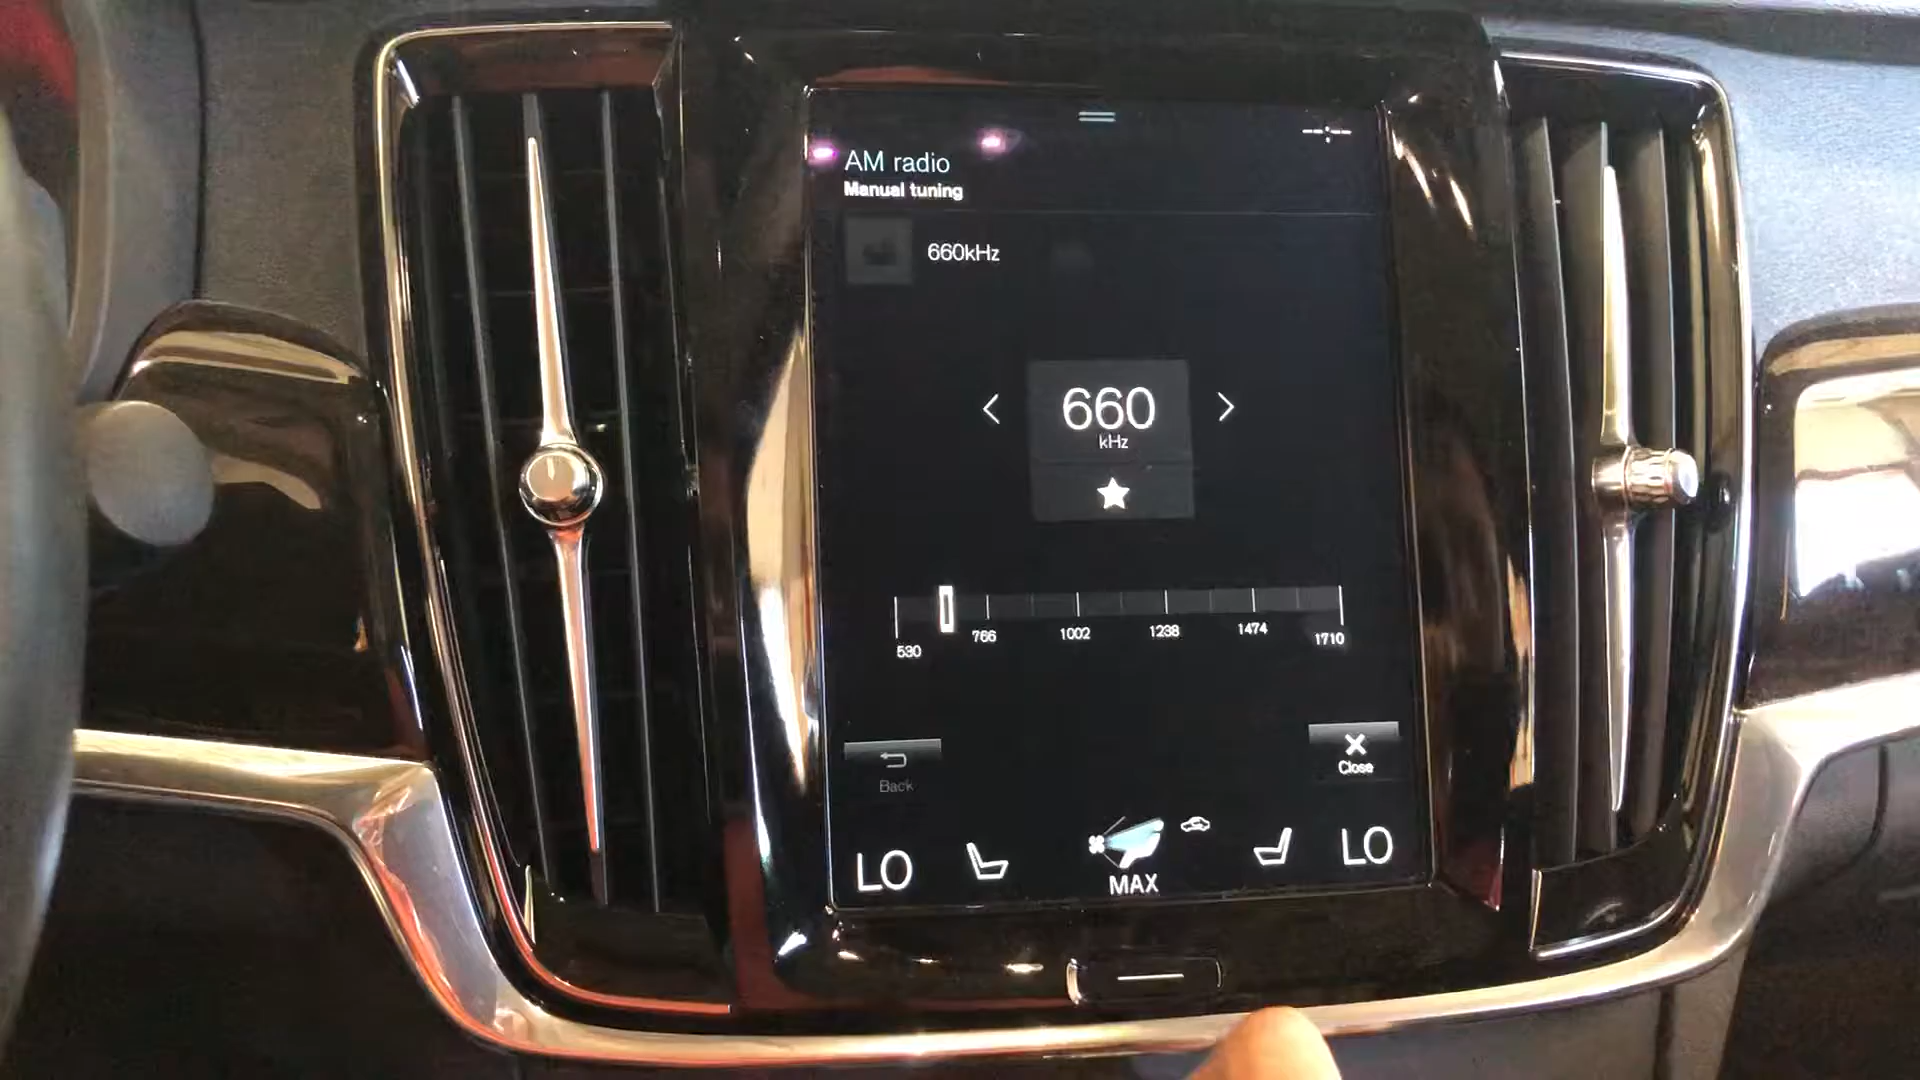 AM radio
Manual tuning
660kHz
660
kHz
530 766 1002 1238 1474 1710
Back
Close
LO
MAX
LO